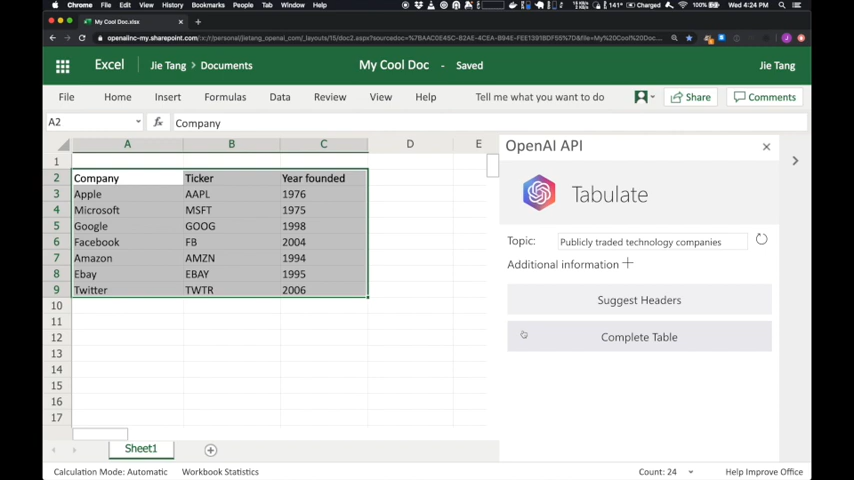 Chrome File Edit View History Bookmarks People Tab Window Help 141° Charged 100% Wed 4:24 PM
My Cool Doc.xlsx
Excel Jie Tang > Documents My Cool Doc - Saved Jie Tang
File Home Insert Formulas Data Review View Help Tell me what you want to do Share Comments
A2 fx Company
A B C D E
OpenAI API
1
2 Company Ticker Year founded
3 Apple AAPL 1976
4 Microsoft MSFT 1975
5 Google GOOG 1998
6 Facebook FB 2004
7 Amazon AMZN 1994
8 Ebay EBAY 1995
9 Twitter TWTR 2006
10
11
12
13
14
15
16
17
Tabulate
Topic: Publicly traded technology companies
Additional information +
Suggest Headers
Complete Table
Sheet1
Calculation Mode: Automatic Workbook Statistics Count: 24 Help Improve Office